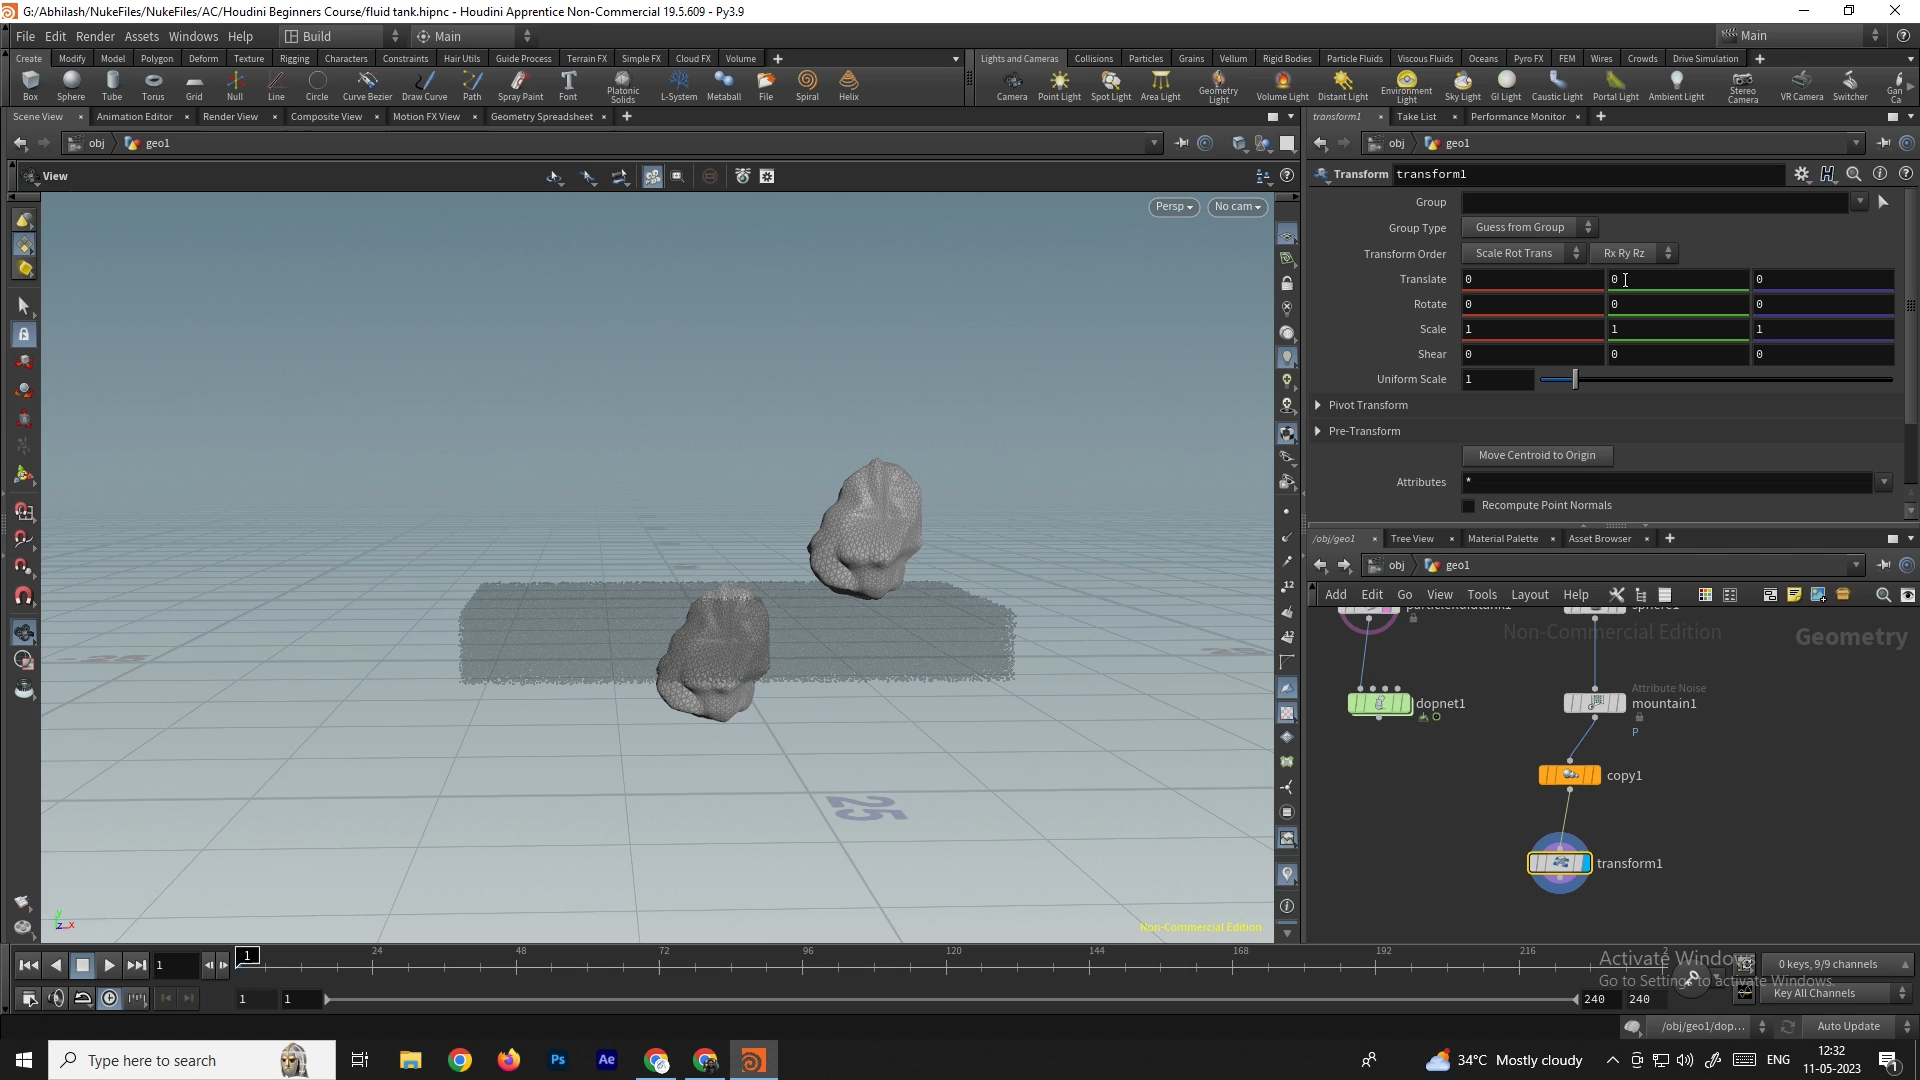 G:/Abhilash/NukeFiles/NukeFiles/AC/Houdini Beginners Course/fluid tank.hipnc - Houdini Apprentice Non-Commercial 19.5.609 - Py3.9
File Edit Render Assets Windows Help Build Main Main
Create Modify Model Polygon Deform Texture Rigging Characters Constraints Hair Utils Guide Process Terrain FX Simple FX Cloud FX Volume
Lights and Cameras Collisions Particles Grains Vellum Rigid Bodies Particle Fluids Viscous Fluids Oceans Pyro FX FEM Wires Crowds Drive Simulation
Box Sphere Tube Torus Grid Null Line Circle Curve Bezier Draw Curve Path Spray Paint Font Platonic Solids L-System Metaball File Spiral Helix
Camera Point Light Spot Light Area Light Geometry Light Volume Light Distant Light Environment Light Sky Light GI Light Caustic Light Portal Light Ambient Light Stereo Camera VR Camera Switcher Gan Ca
Scene View Animation Editor Render View Composite View Motion FX View Geometry Spreadsheet
obj geo1
View
Persp No cam
25
Non-Commercial Edition
transform1 Take List Performance Monitor
obj geo1
Transform transform1
Group
Group Type Guess from Group
Transform Order Scale Rot Trans Rx Ry Rz
Translate 0 0 0
Rotate 0 0 0
Scale 1 1 1
Shear 0 0 0
Uniform Scale 1
Pivot Transform
Pre-Transform
Move Centroid to Origin
Attributes *
Recompute Point Normals
/obj/geo1 Tree View Material Palette Asset Browser
obj geo1
Add Edit Go View Tools Layout Help
Non-Commercial Edition Geometry
dopnet1
Attribute Noise
mountain1
P
copy1
transform1
1 1 24 48 72 96 120 144 168 192 216
1 1 240 240
0 keys, 9/9 channels
Key All Channels
Activate Windows
Go to Settings to activate Windows.
/obj/geo1/dop... Auto Update
Type here to search
Ps Ae
34°C Mostly cloudy ENG
12:32
11-05-2023
1